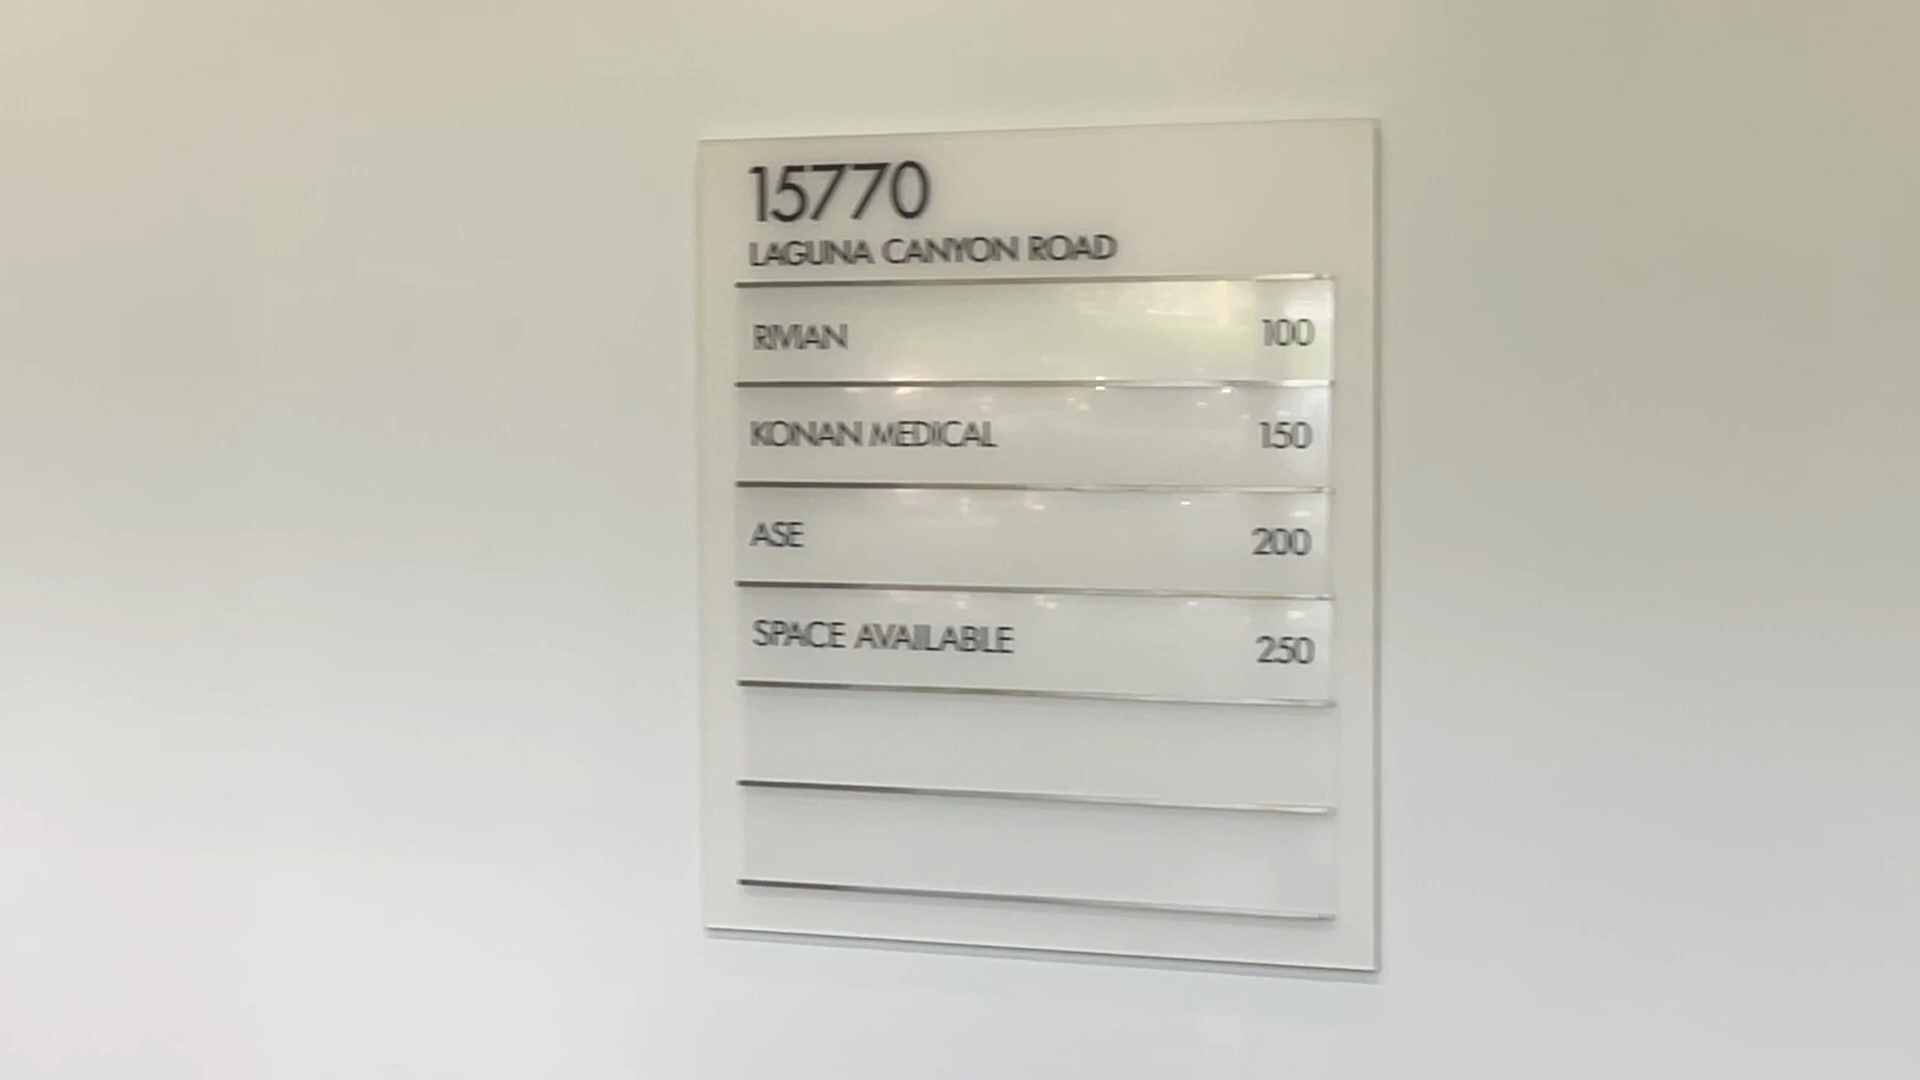 15770
LAGUNA CANYON ROAD
RIVIAN 100
KONAN MEDICAL 150
ASE 200
SPACE AVAILABLE 250